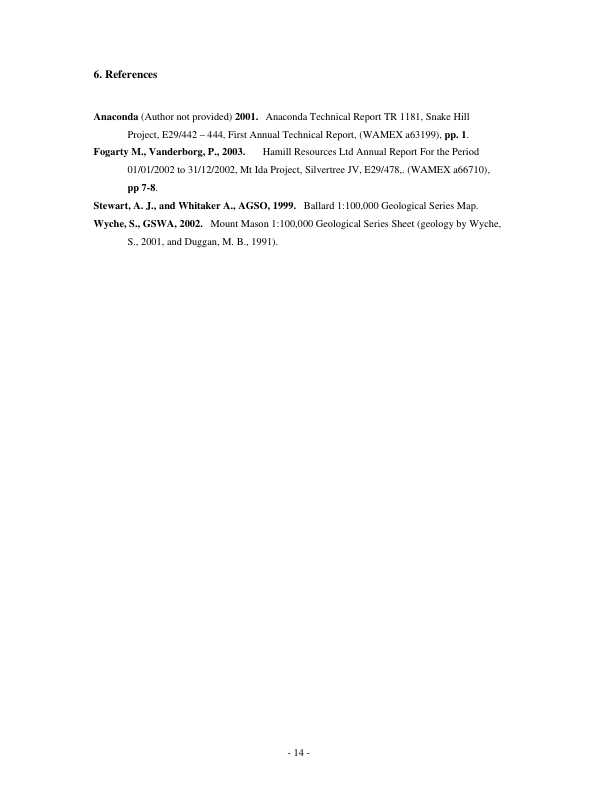 6. References
Anaconda (Author not provided) 2001. Anaconda Technical Report TR 1181, Snake Hill
Project, E29/442 – 444, First Annual Technical Report, (WAMEX a63199), pp. 1.
Fogarty M., Vanderborg, P., 2003. Hamill Resources Ltd Annual Report For the Period
01/01/2002 to 31/12/2002, Mt Ida Project, Silvertree JV, E29/478,. (WAMEX a66710),
pp 7-8.
Stewart, A. J., and Whitaker A., AGSO, 1999. Ballard 1:100,000 Geological Series Map.
Wyche, S., GSWA, 2002. Mount Mason 1:100,000 Geological Series Sheet (geology by Wyche,
S., 2001, and Duggan, M. B., 1991).
- 14 -